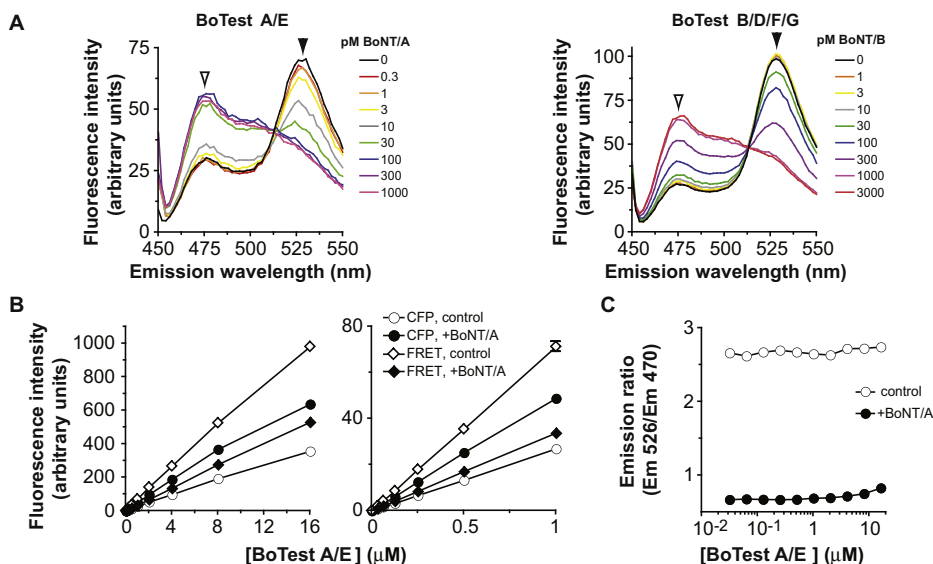 A
BoTest A/E
Fluorescence intensity
(arbitrary units)
75
50
25
0
450
475
500
525
550
Emission wavelength (nm)
pM BoNT/A
0
0.3
1
3
10
30
100
300
1000
BoTest B/D/F/G
Fluorescence intensity
(arbitrary units)
100
75
50
25
0
450
475
500
525
550
Emission wavelength (nm)
pM BoNT/B
0
1
3
10
30
100
300
1000
3000
B
Fluorescence intensity
(arbitrary units)
1000
800
600
400
200
0
0
4
8
12
16
80
40
0
0
0.5
1
CFP, control
CFP, +BoNT/A
FRET, control
FRET, +BoNT/A
[BoTest A/E ] (μM)
C
Emission ratio
(Em 526/Em 470)
3
2
1
control
+BoNT/A
10-2
10-1
1
10
[BoTest A/E ] (μM)